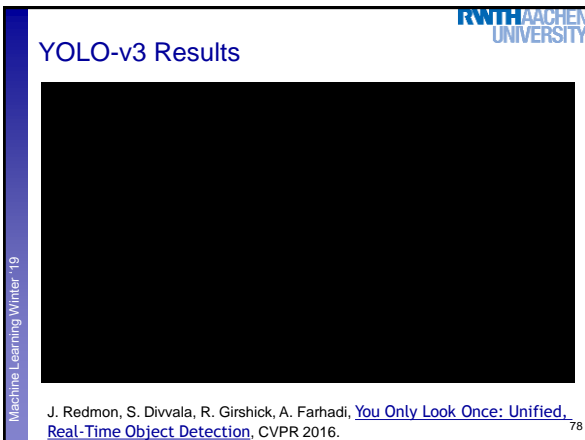 RWTHAACHEN
UNIVERSITY
YOLO-v3 Results
Machine Learning Winter '19
J. Redmon, S. Divvala, R. Girshick, A. Farhadi, You Only Look Once: Unified,
Real-Time Object Detection, CVPR 2016.
78